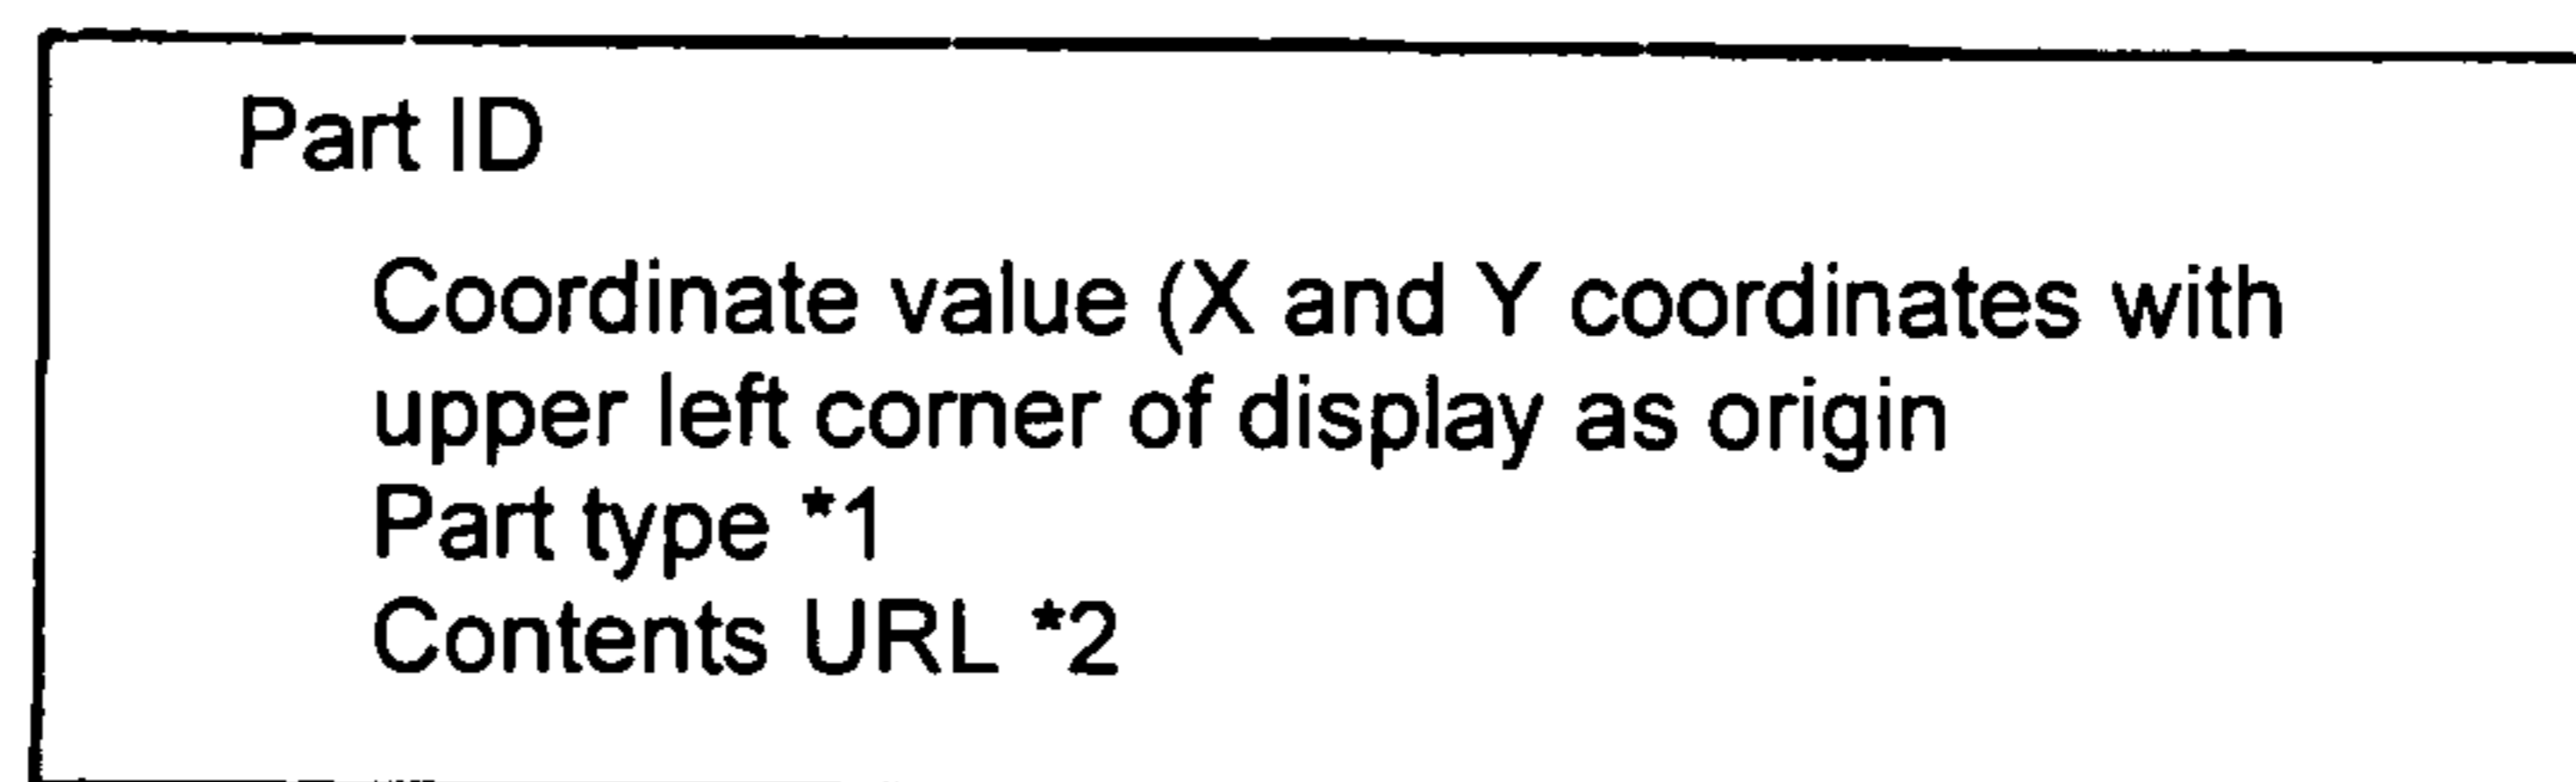 Part ID
Coordinate value (X and Y coordinates with
upper left corner of display as origin
Part type *1
Contents URL *2